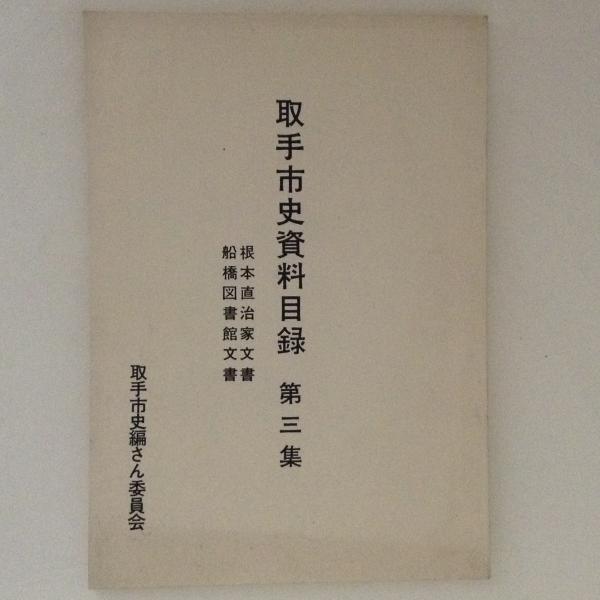 取手市史資料目録 第三集
根本直治家文書
船橋図書館文書
取手市史編さん委員会